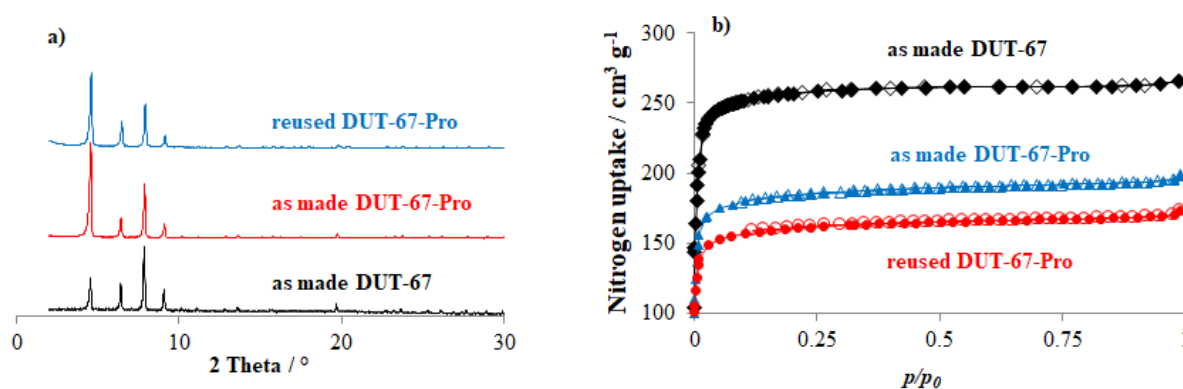 a)
reused DUT-67-Pro
as made DUT-67-Pro
as made DUT-67
0 10 20 30
2 Theta / °
b)
Nitrogen uptake / cm³ g⁻¹
300
250
200
150
100
as made DUT-67
as made DUT-67-Pro
reused DUT-67-Pro
0 0.25 0.5 0.75 1
p/p₀